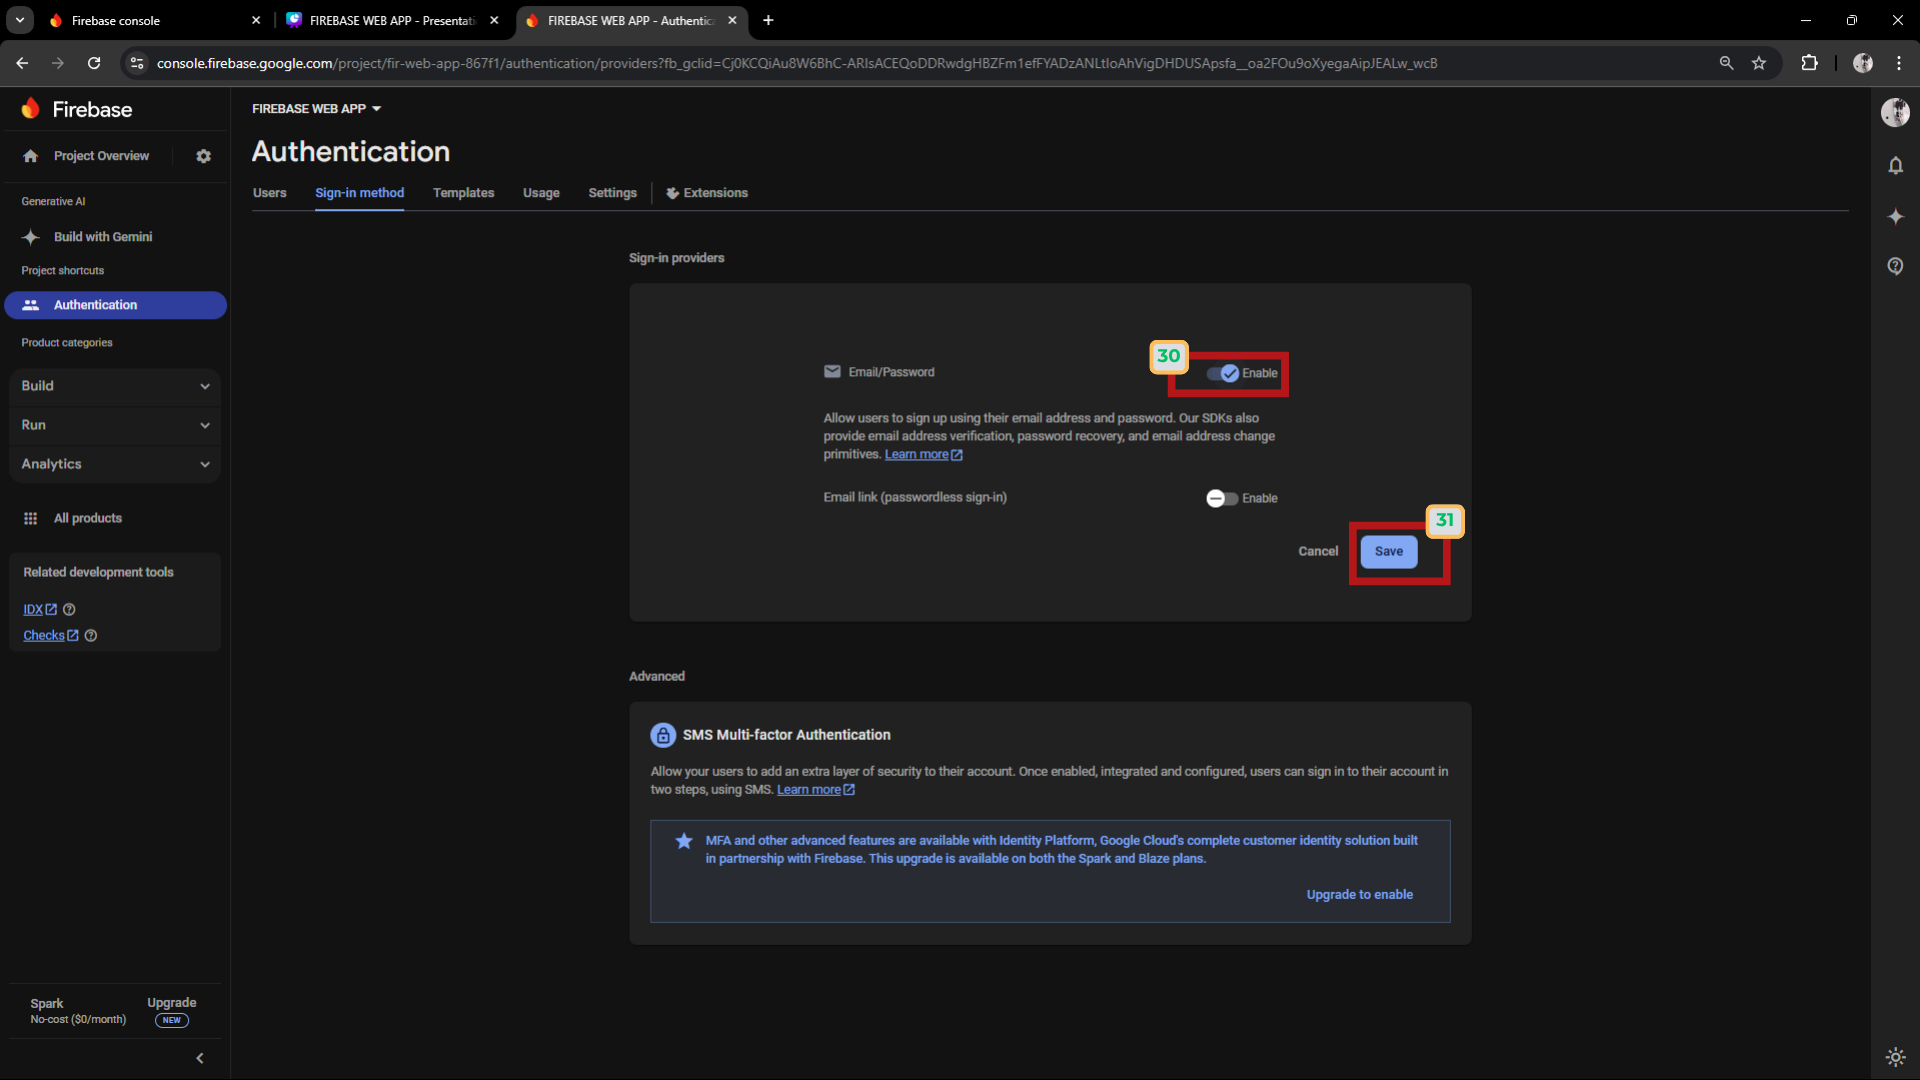 Firebase console
FIREBASE WEB APP - Presentati
FIREBASE WEB APP - Authentic
console.firebase.google.com/project/fir-web-app-867f1/authentication/providers?fb_gclid=Cj0KCQiAu8W6BhC-ARIsACEQoDDRwdgHBZFm1efFYADzANLtIoAhVigDHDUSApsfa__oa2FOu9oXyegaAipJEALw_wcB
Firebase
FIREBASE WEB APP
Project Overview
Authentication
Users
Sign-in method
Templates
Usage
Settings
Extensions
Generative AI
Build with Gemini
Project shortcuts
Authentication
Product categories
Build
Run
Analytics
All products
Related development tools
IDX
Checks
Spark
No-cost ($0/month)
Upgrade
NEW
Sign-in providers
30
Email/Password
Enable
Allow users to sign up using their email address and password. Our SDKs also
provide email address verification, password recovery, and email address change
primitives. Learn more
Email link (passwordless sign-in)
Enable
31
Cancel
Save
Advanced
SMS Multi-factor Authentication
Allow your users to add an extra layer of security to their account. Once enabled, integrated and configured, users can sign in to their account in
two steps, using SMS. Learn more
MFA and other advanced features are available with Identity Platform, Google Cloud's complete customer identity solution built
in partnership with Firebase. This upgrade is available on both the Spark and Blaze plans.
Upgrade to enable